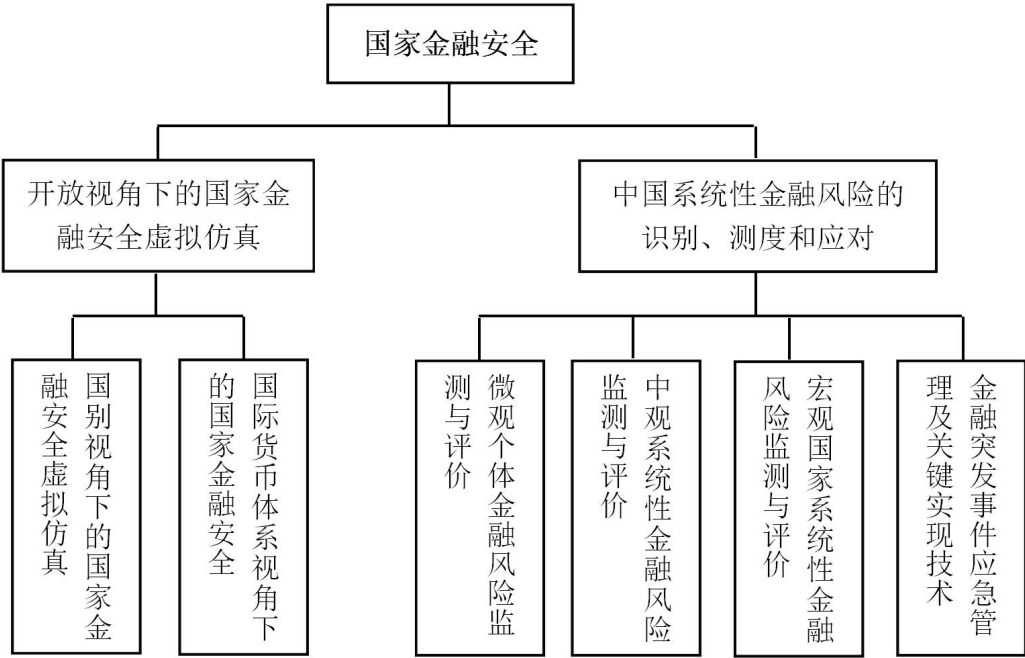 国家金融安全
开放视角下的国家金
融安全虚拟仿真
中国系统性金融风险的
识别、测度和应对
国别视角下的国家金
融安全虚拟仿真
国际货币体系视角下
的国家金融安全
微观个体金融风险监
测与评价
中观系统性金融风险
监测与评价
宏观国家系统性金融
风险监测与评价
金融突发事件应急管
理及关键实现技术